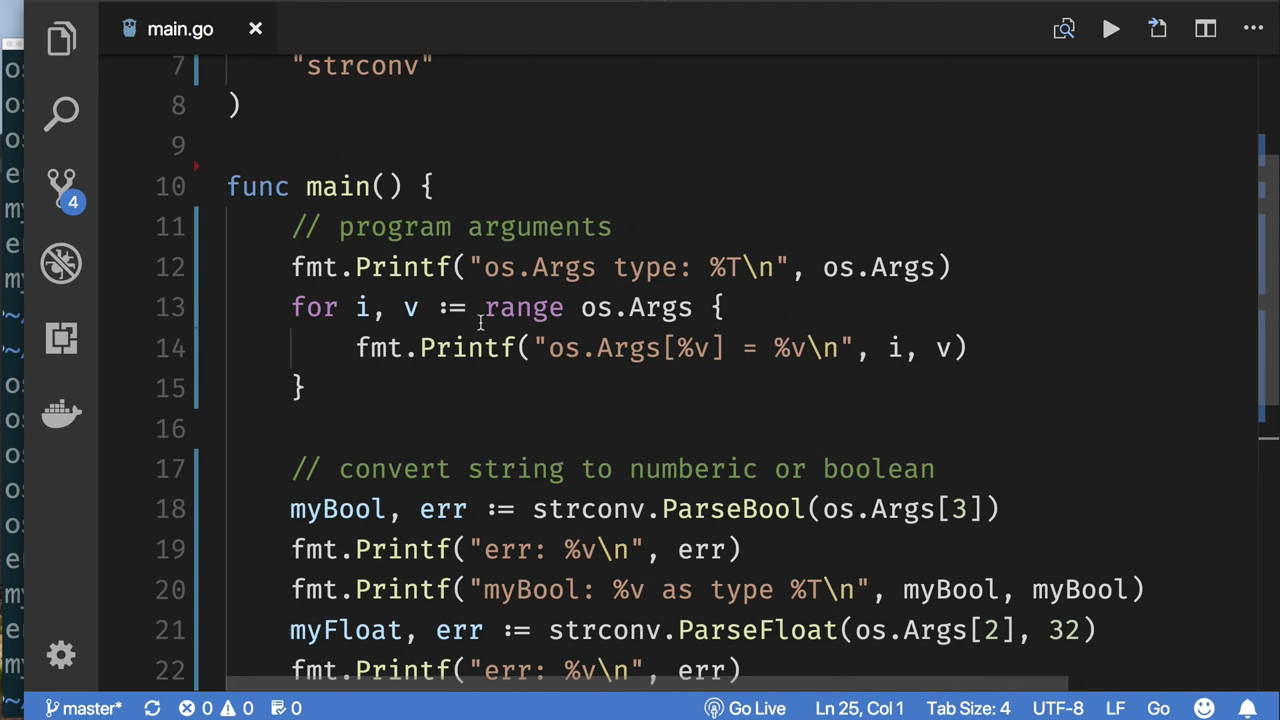 main.go
7 "strconv"
8 )
9
10 func main() {
11 // program arguments
12 fmt.Printf("os.Args type: %T\n", os.Args)
13 for i, v := range os.Args {
14 fmt.Printf("os.Args[%v] = %v\n", i, v)
15 }
16
17 // convert string to numberic or boolean
18 myBool, err := strconv.ParseBool(os.Args[3])
19 fmt.Printf("err: %v\n", err)
20 fmt.Printf("myBool: %v as type %T\n", myBool, myBool)
21 myFloat, err := strconv.ParseFloat(os.Args[2], 32)
22 fmt.Printf("err: %v\n", err)
4
master* 0 0 0 Go Live Ln 25, Col 1 Tab Size: 4 UTF-8 LF Go